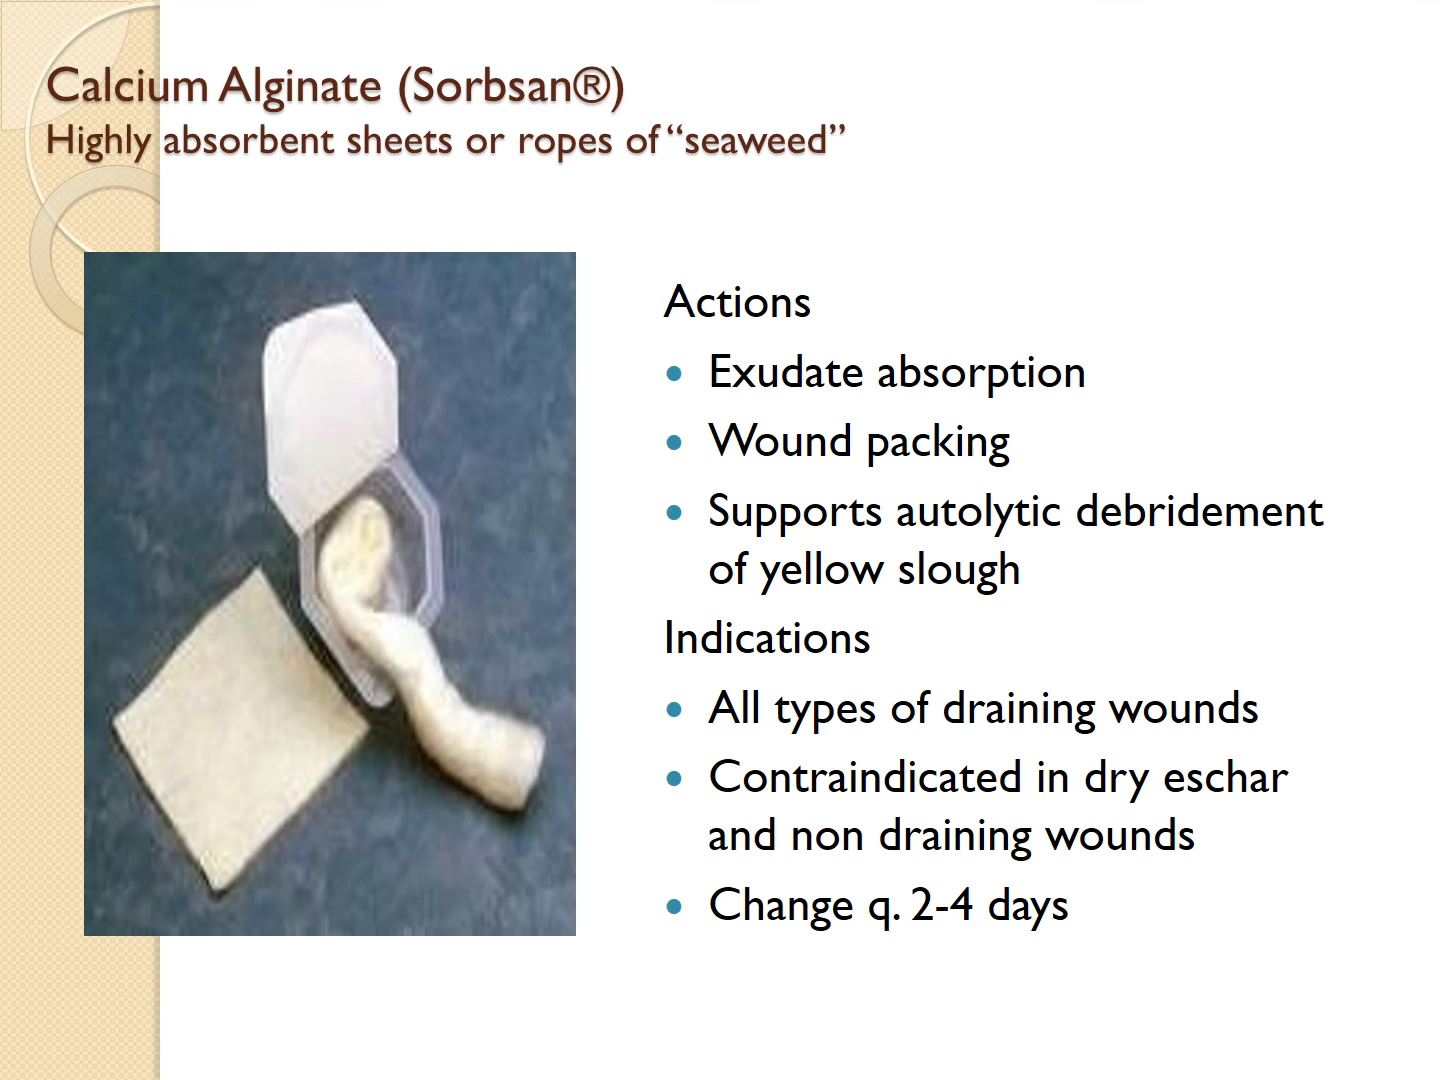 Calcium Alginate (Sorbsan®)
Highly absorbent sheets or ropes of “seaweed”
Actions
• Exudate absorption
• Wound packing
• Supports autolytic debridement
of yellow slough
Indications
• All types of draining wounds
• Contraindicated in dry eschar
and non draining wounds
• Change q. 2-4 days